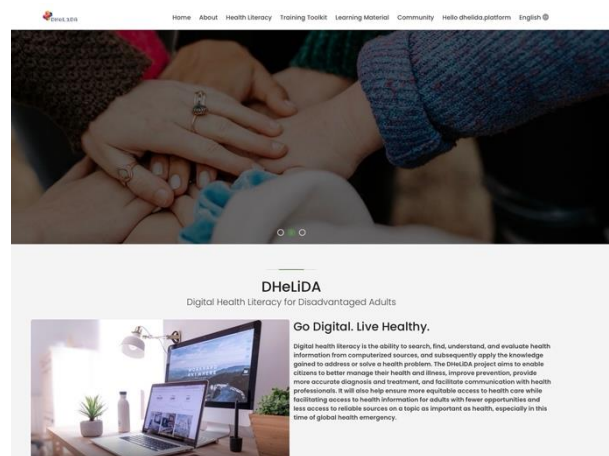 DHeLiDA
Home About Health Literacy Training Toolkit Learning Material Community Hello dhelida.platform English
DHeLiDA
Digital Health Literacy for Disadvantaged Adults
Go Digital. Live Healthy.
Digital health literacy is the ability to search, find, understand, and evaluate health
information from computerized sources, and subsequently apply the knowledge
gained to address or solve a health problem. The DHeLiDA project aims to enable
citizens to better manage their health and illness, improve prevention, provide
more accurate diagnosis and treatment, and facilitate communication with health
professionals. It will also help ensure more equitable access to health care while
facilitating access to health information for adults with fewer opportunities and
less access to reliable sources on a topic as important as health, especially in this
time of global health emergency.